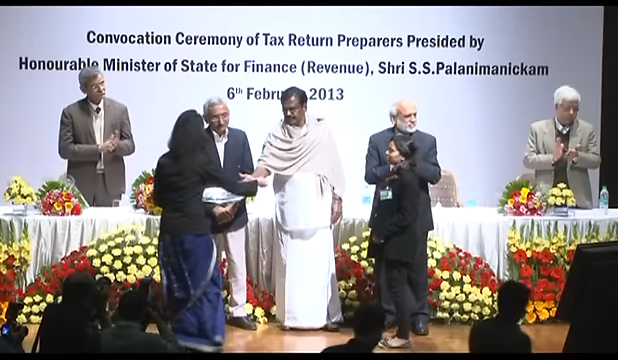 Convocation Ceremony of Tax Return Preparers Presided by
Honourable Minister of State for Finance (Revenue), Shri S.S.Palanimanickam
6th February, 2013